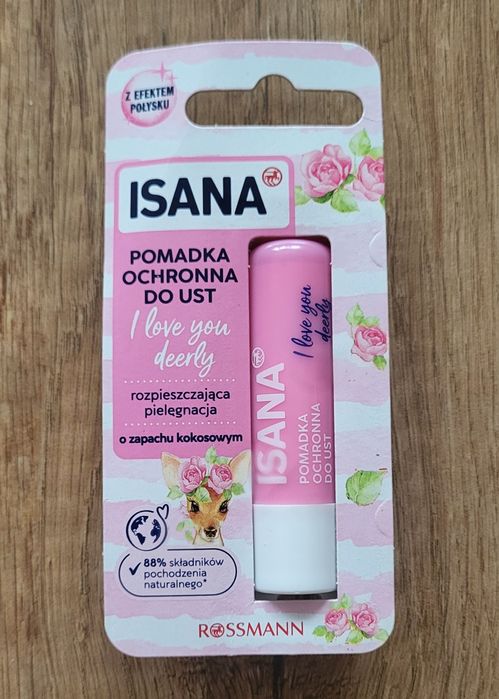 Z EFEKTEM
POŁYSKU
ISANA
POMADKA
OCHRONNA
DO UST
I love you
deerly
rozpieszczająca
pielęgnacja
o zapachu kokosowym
88% składników
pochodzenia
naturalnego*
I love you
deerly
ISANA
POMADKA
OCHRONNA
DO UST
ROSSMANN